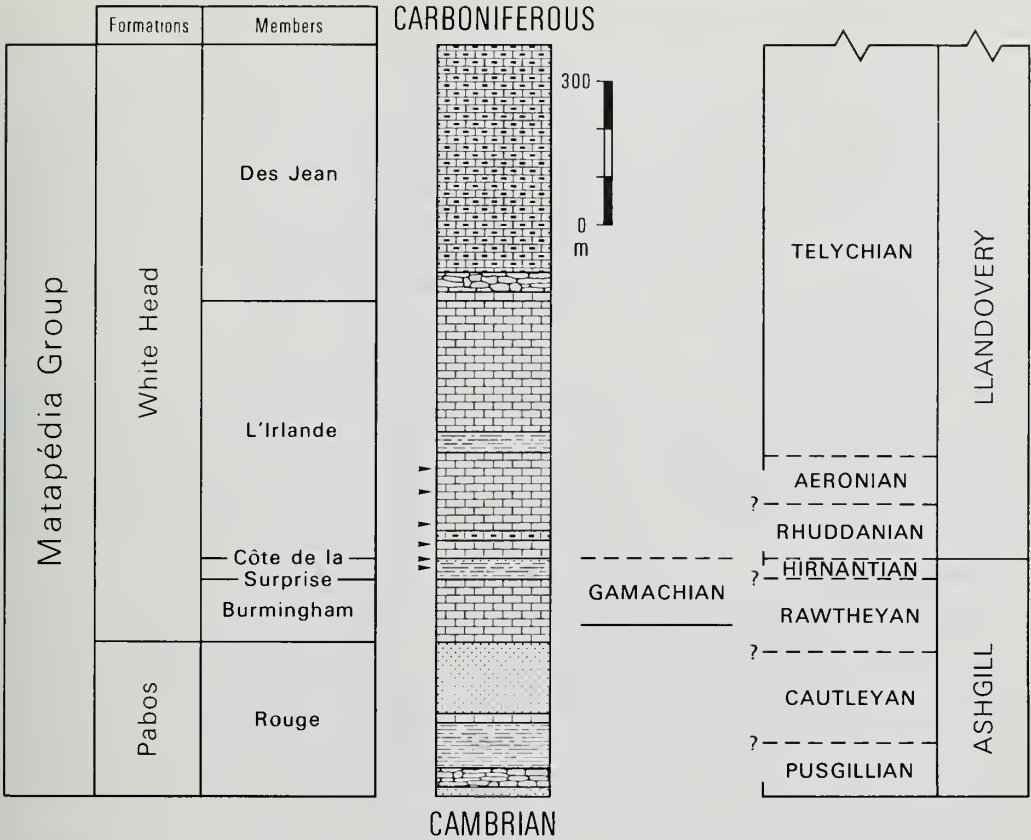 CARBONIFEROUS
Formations
Members
Matapédia Group
White Head
Pabos
Des Jean
L'Irlande
Côte de la
Surprise
Burmingham
Rouge
300
0
m
CAMBRIAN
GAMACHIAN
TELYCHIAN
AERONIAN
?
RHUDDANIAN
HIRNANTIAN
?
RAWTHEYAN
?
CAUTLEYAN
?
PUSGILLIAN
LLANDOVERY
ASHGILL